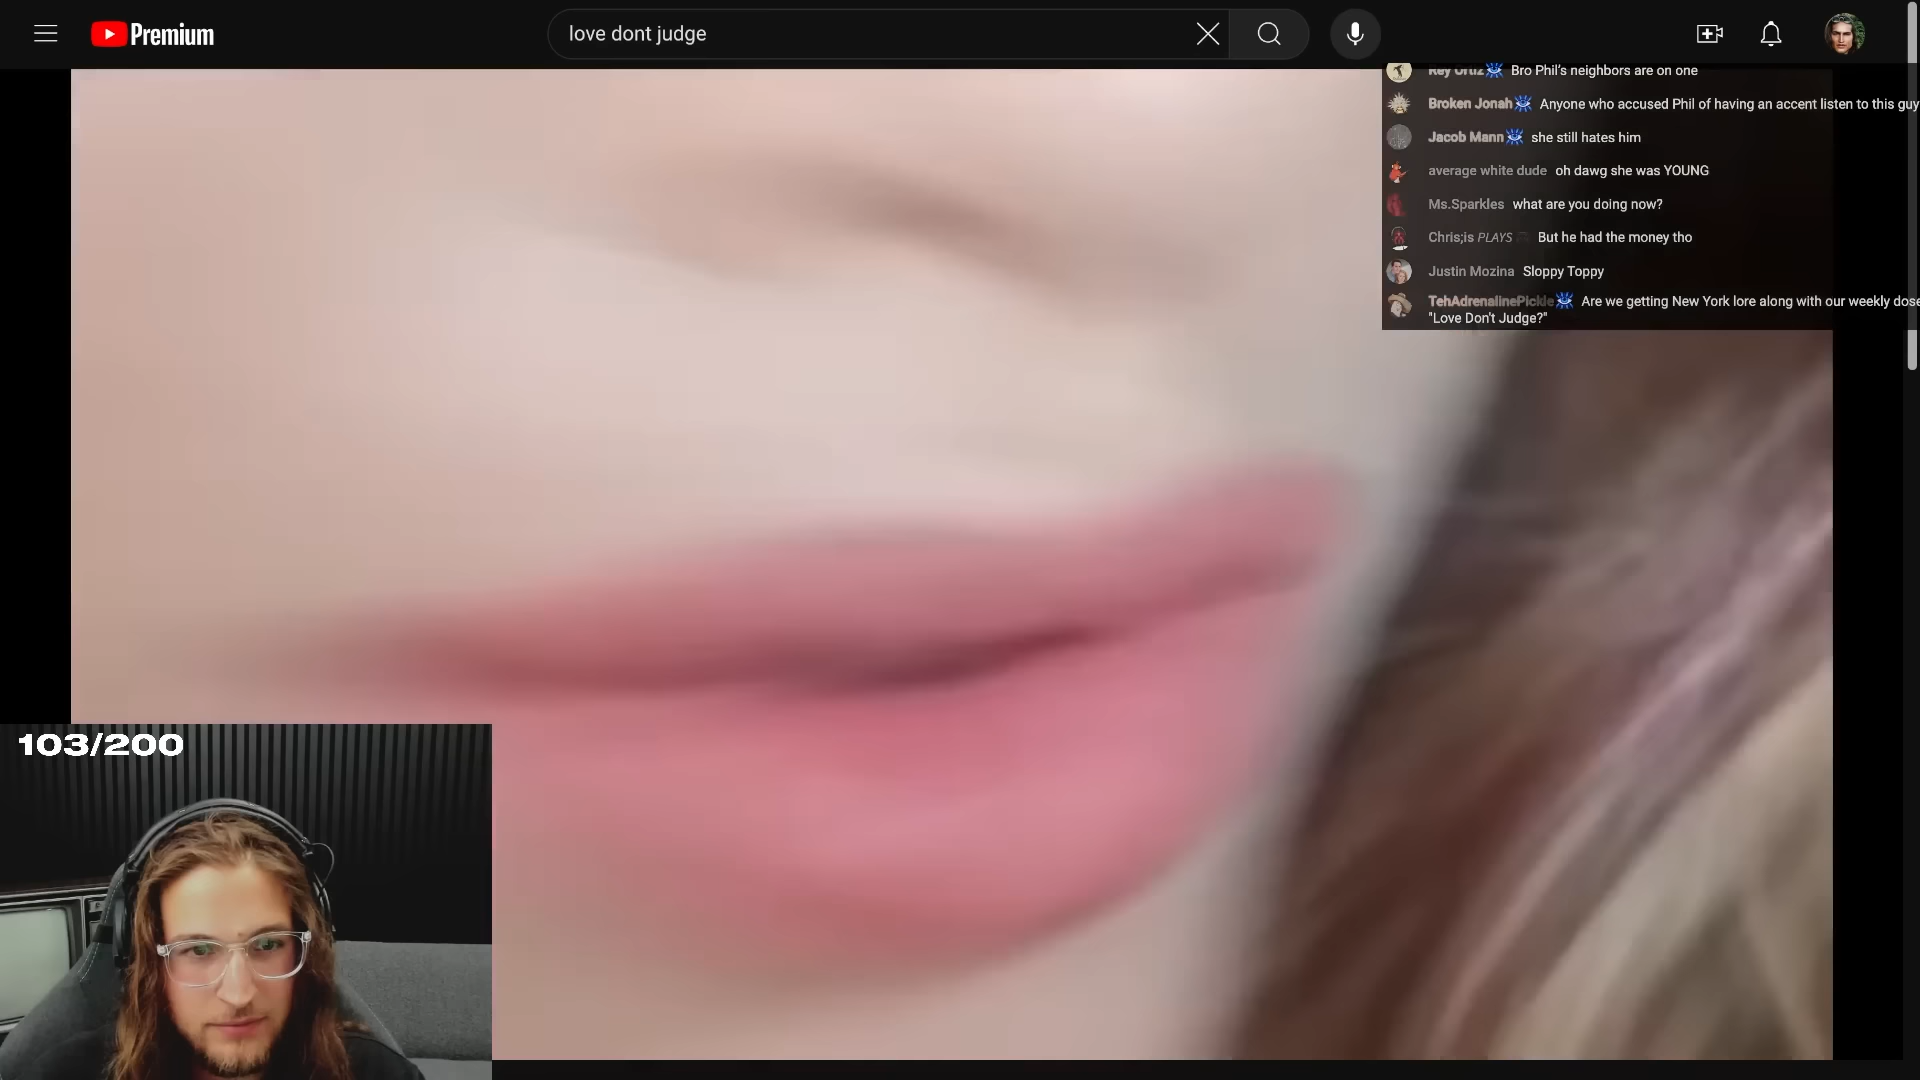 Premium
love dont judge
Rey Ortiz Bro Phil’s neighbors are on one
Broken Jonah Anyone who accused Phil of having an accent listen to this guy
Jacob Mann she still hates him
average white dude oh dawg she was YOUNG
Ms.Sparkles what are you doing now?
Chris;is PLAYS But he had the money tho
Justin Mozina Sloppy Toppy
TehAdrenalinePickle Are we getting New York lore along with our weekly dose
"Love Don't Judge?"
103/200